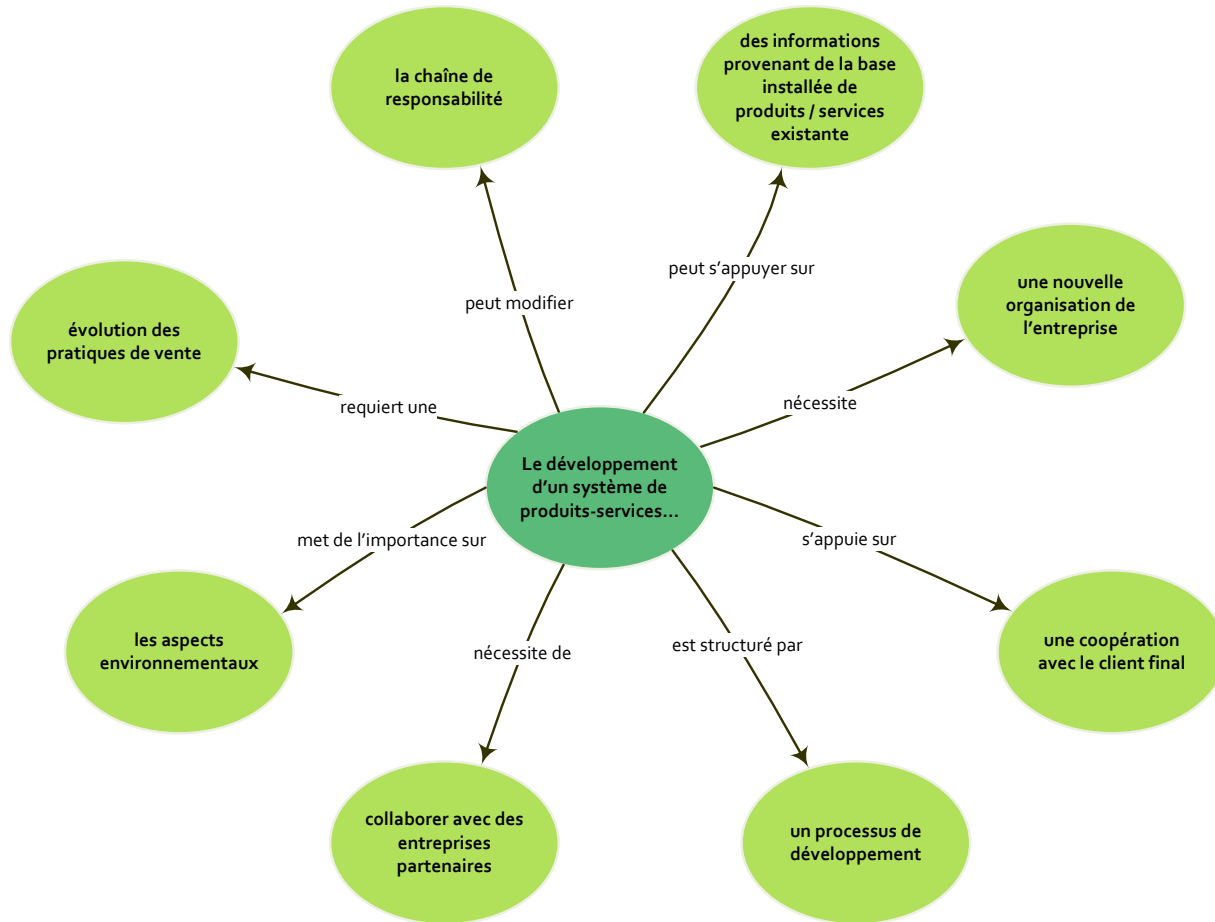 la chaîne de
responsabilité
des informations
provenant de la base
installée de
produits / services
existante
peut modifier
peut s’appuyer sur
évolution des
pratiques de vente
une nouvelle
organisation de
l’entreprise
requiert une
nécessite
Le développement
d’un système de
produits-services...
met de l’importance sur
s’appuie sur
les aspects
environnementaux
nécessite de
est structuré par
une coopération
avec le client final
collaborer avec des
entreprises
partenaires
un processus de
développement